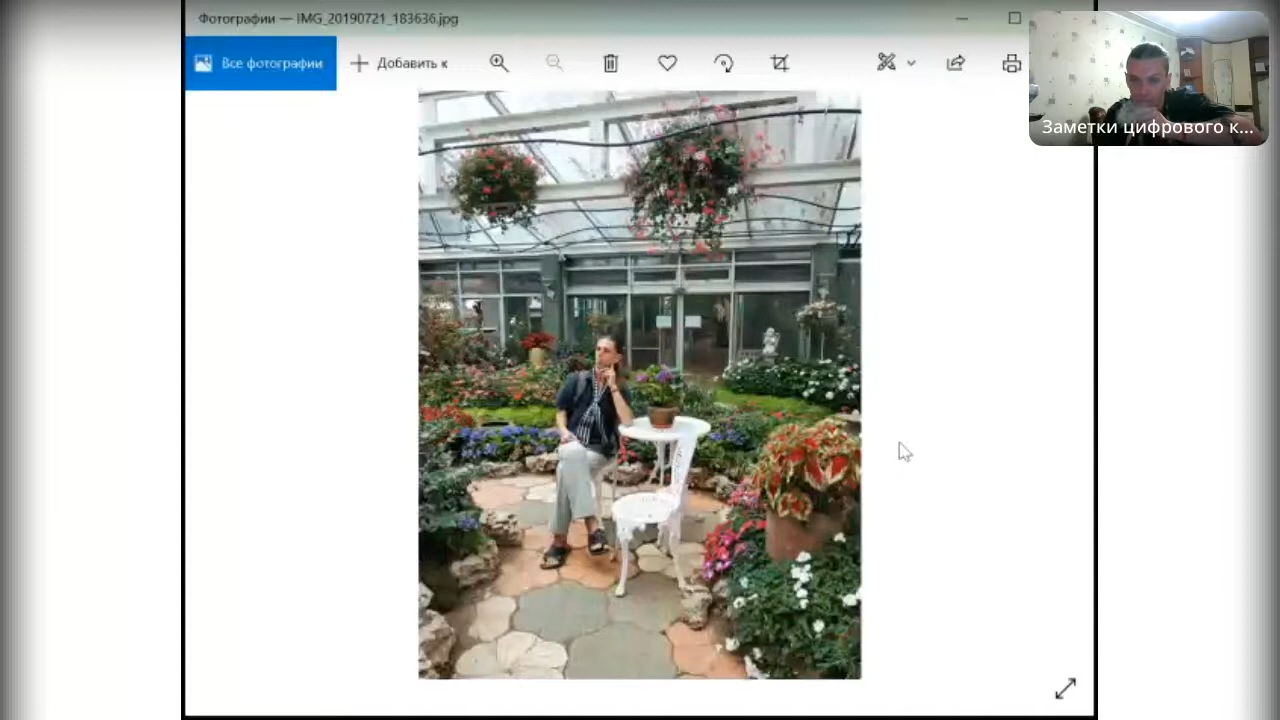 Фотографии — IMG_20190721_183636.jpg
Все фотографии
Добавить к
Заметки цифрового к...